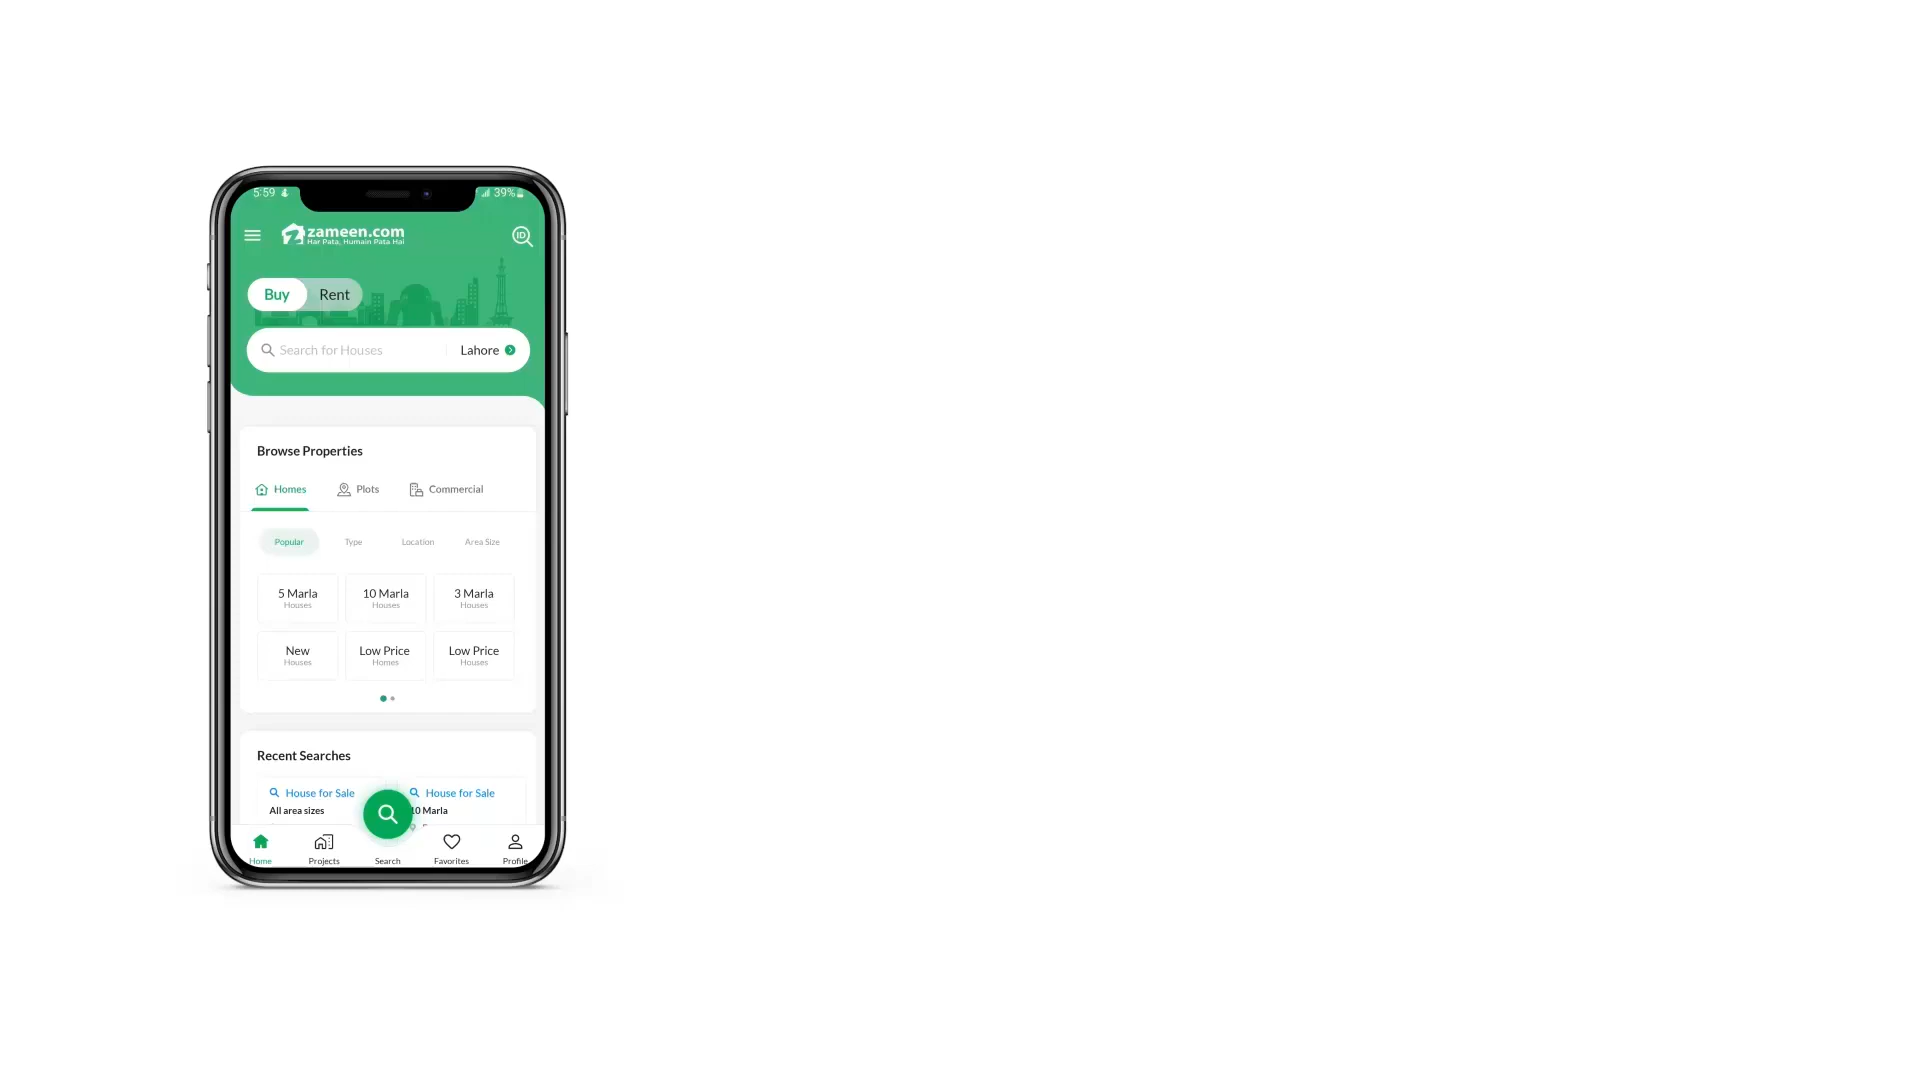 5:59
39%
zameen.com
Har Pata, Humain Pata Hai
ID
Buy Rent
Search for Houses Lahore
Browse Properties
Homes Plots Commercial
Popular Type Location Area Size
5 Marla 10 Marla 3 Marla
Houses Houses Houses
New Low Price Low Price
Houses Homes Houses
Recent Searches
House for Sale House for Sale
All area sizes 10 Marla
Home Projects Search Favorites Profile